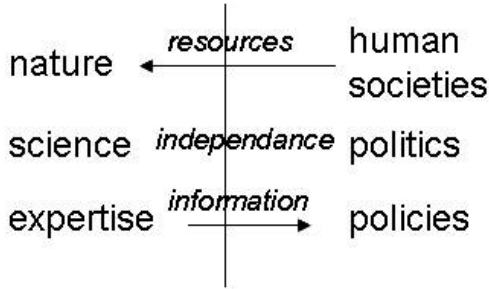 resources
human
nature
societies
science
independance
politics
expertise
information
policies